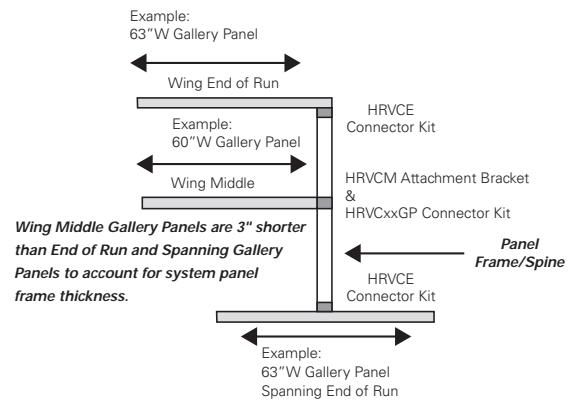 Example:
63"W Gallery Panel
Wing End of Run
HRVCE
Connector Kit
Example:
60"W Gallery Panel
Wing Middle
HRVCM Attachment Bracket
&
HRVCxxGP Connector Kit
Wing Middle Gallery Panels are 3" shorter
than End of Run and Spanning Gallery
Panels to account for system panel
frame thickness.
Panel
Frame/Spine
HRVCE
Connector Kit
Example:
63"W Gallery Panel
Spanning End of Run